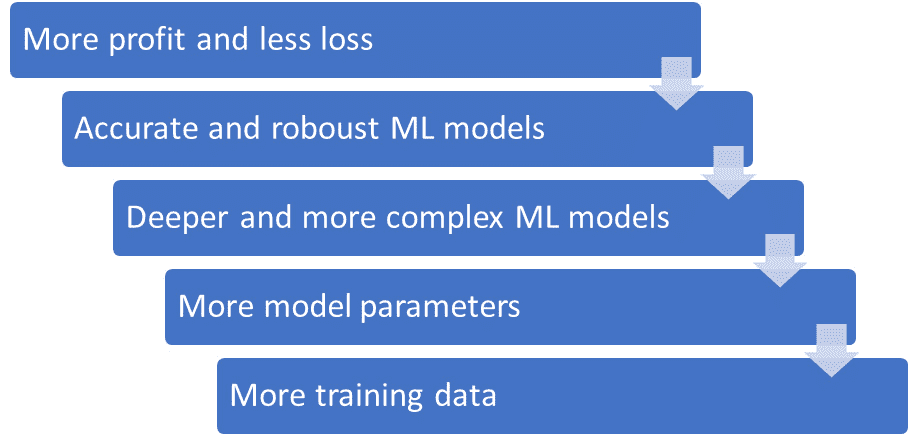 More profit and less loss
Accurate and roboust ML models
Deeper and more complex ML models
More model parameters
More training data